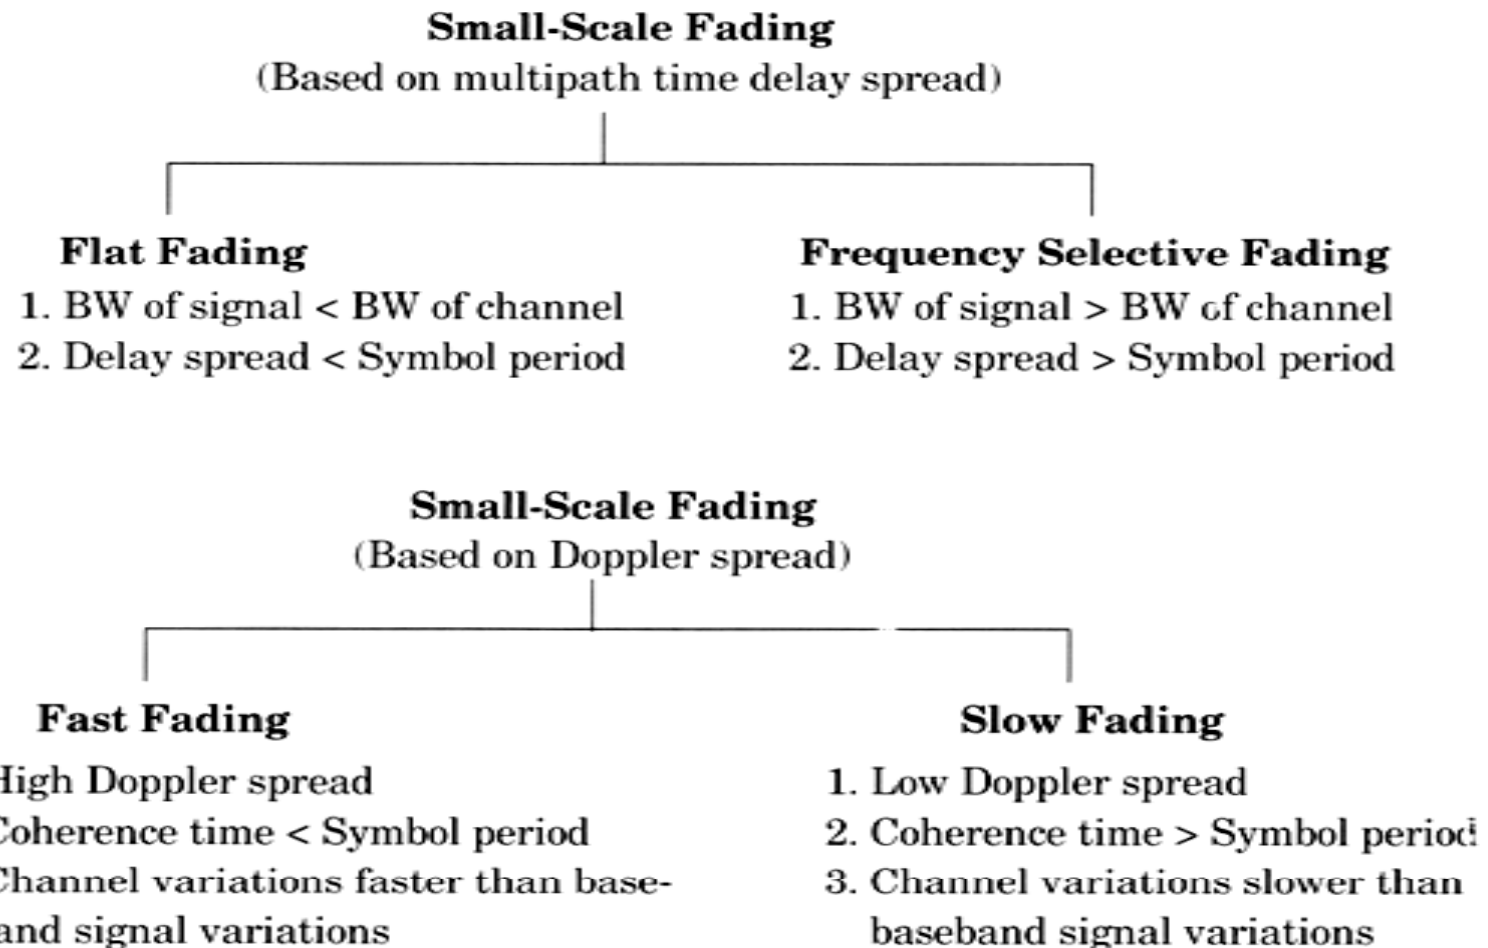 Small-Scale Fading
(Based on multipath time delay spread)
Flat Fading
1. BW of signal < BW of channel
2. Delay spread < Symbol period
Frequency Selective Fading
1. BW of signal > BW of channel
2. Delay spread > Symbol period
Small-Scale Fading
(Based on Doppler spread)
Fast Fading
High Doppler spread
Coherence time < Symbol period
Channel variations faster than base-
and signal variations
Slow Fading
1. Low Doppler spread
2. Coherence time > Symbol period
3. Channel variations slower than
baseband signal variations